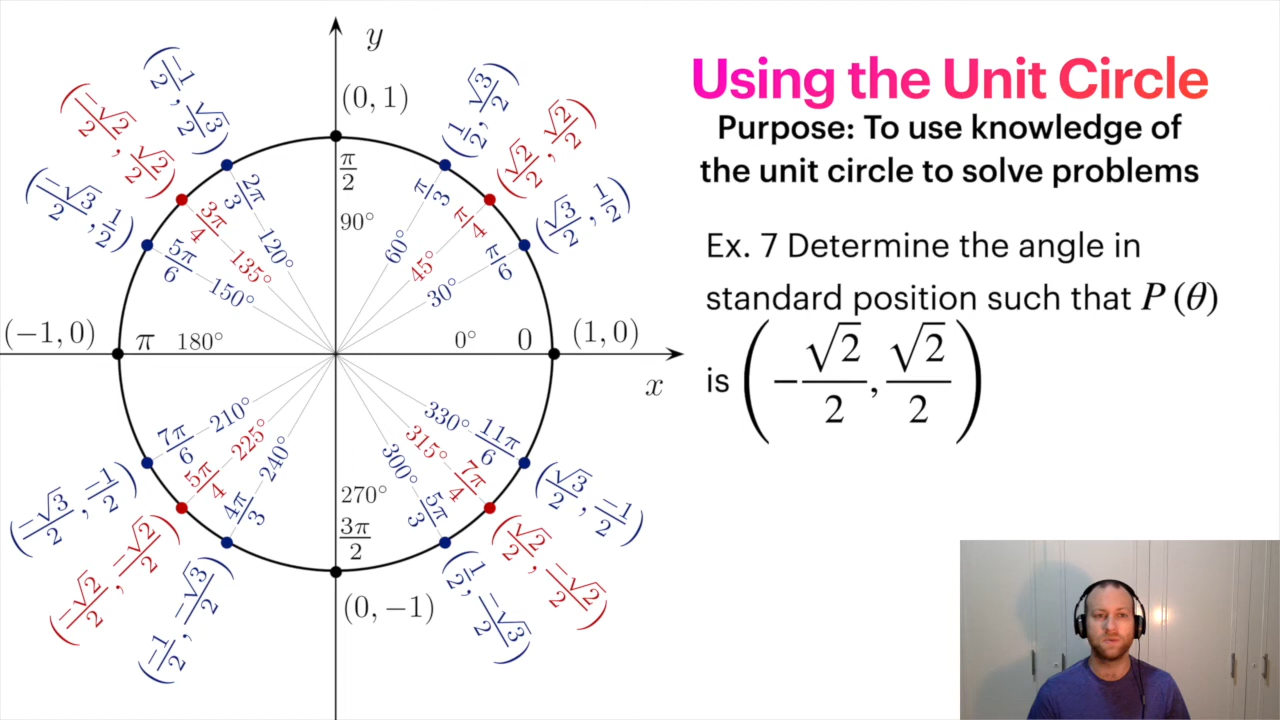 Using the Unit Circle
Purpose: To use knowledge of
the unit circle to solve problems
Ex. 7 Determine the angle in
standard position such that P (θ)
is (−√2/2, √2/2)
y
(0, 1)
(−1/2, √3/2)
(1/2, √3/2)
(−√2/2, √2/2)
(√2/2, √2/2)
(−√3/2, 1/2)
(√3/2, 1/2)
π/2
90°
2π/3 120°
π/3 60°
3π/4 135°
π/4 45°
5π/6 150°
π/6 30°
(−1, 0) π 180° 0° 0 (1, 0)
x
7π/6 210°
330° 11π/6
5π/4 225°
315° 7π/4
4π/3 240°
300° 5π/3
270°
3π/2
(−√3/2, −1/2)
(√3/2, −1/2)
(−√2/2, −√2/2)
(√2/2, −√2/2)
(−1/2, −√3/2)
(1/2, −√3/2)
(0, −1)